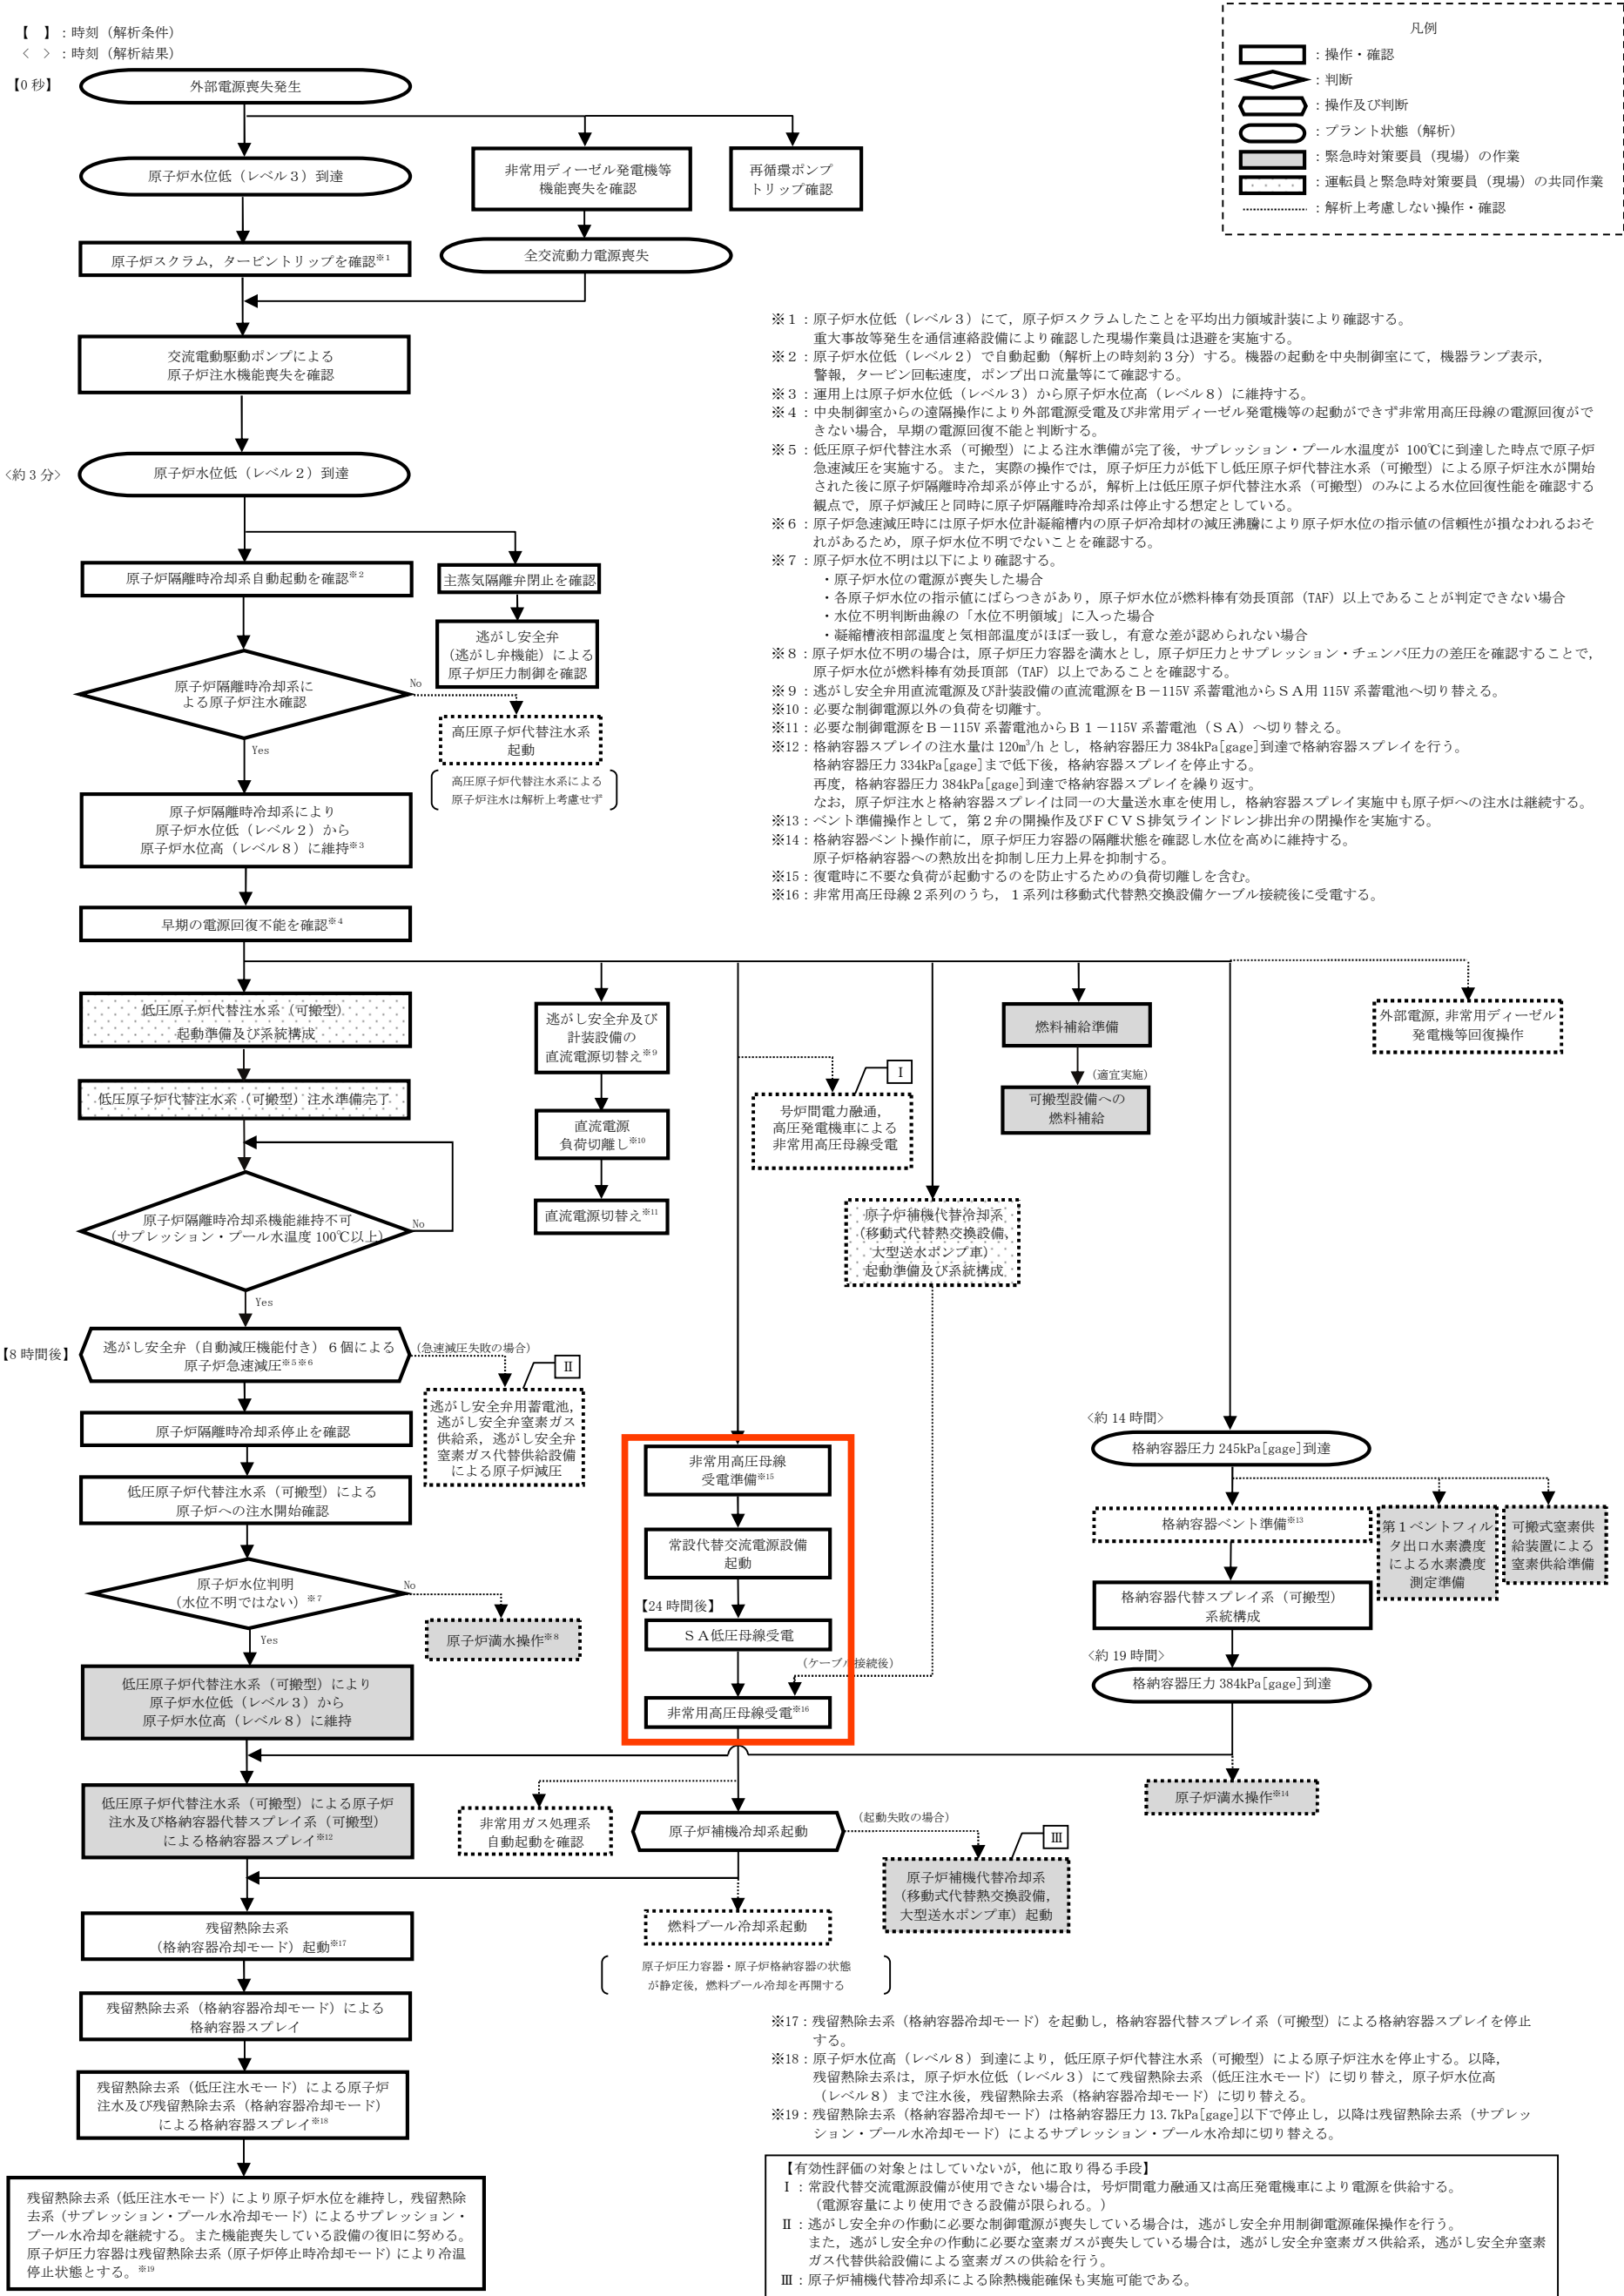 【　】：時刻（解析条件）
＜　＞：時刻（解析結果）
凡例
：操作・確認
：判断
：操作及び判断
：プラント状態（解析）
：緊急時対策要員（現場）の作業
：運転員と緊急時対策要員（現場）の共同作業
：解析上考慮しない操作・確認
【0秒】
外部電源喪失発生
原子炉水位低（レベル３）到達
非常用ディーゼル発電機等
機能喪失を確認
再循環ポンプ
トリップ確認
原子炉スクラム，タービントリップを確認※1
全交流動力電源喪失
交流電動駆動ポンプによる
原子炉注水機能喪失を確認
<約3分>
原子炉水位低（レベル２）到達
原子炉隔離時冷却系自動起動を確認※2
主蒸気隔離弁閉止を確認
逃がし安全弁
（逃がし弁機能）による
原子炉圧力制御を確認
原子炉隔離時冷却系に
よる原子炉注水確認
No
Yes
高圧原子炉代替注水系
起動
高圧原子炉代替注水系による
原子炉注水は解析上考慮せず
原子炉隔離時冷却系により
原子炉水位低（レベル２）から
原子炉水位高（レベル８）に維持※3
早期の電源回復不能を確認※4
※１：原子炉水位低（レベル３）にて，原子炉スクラムしたことを平均出力領域計装により確認する。
重大事故等発生を通信連絡設備により確認した現場作業員は退避を実施する。
※２：原子炉水位低（レベル２）で自動起動（解析上の時刻約３分）する。機器の起動を中央制御室にて，機器ランプ表示，
警報，タービン回転速度，ポンプ出口流量等にて確認する。
※３：運用上は原子炉水位低（レベル３）から原子炉水位高（レベル８）に維持する。
※４：中央制御室からの遠隔操作により外部電源受電及び非常用ディーゼル発電機等の起動ができず非常用高圧母線の電源回復がで
きない場合，早期の電源回復不能と判断する。
※５：低圧原子炉代替注水系（可搬型）による注水準備が完了後，サプレッション・プール水温度が 100℃に到達した時点で原子炉
急速減圧を実施する。また，実際の操作では，原子炉圧力が低下し低圧原子炉代替注水系（可搬型）による原子炉注水が開始
された後に原子炉隔離時冷却系が停止するが，解析上は低圧原子炉代替注水系（可搬型）のみによる水位回復性能を確認する
観点で，原子炉減圧と同時に原子炉隔離時冷却系は停止する想定としている。
※６：原子炉急速減圧時には原子炉水位計凝縮槽内の原子炉冷却材の減圧沸騰により原子炉水位の指示値の信頼性が損なわれるおそ
れがあるため，原子炉水位不明でないことを確認する。
※７：原子炉水位不明は以下により確認する。
・原子炉水位の電源が喪失した場合
・各原子炉水位の指示値にばらつきがあり，原子炉水位が燃料棒有効長頂部（TAF）以上であることが判定できない場合
・水位不明判断曲線の「水位不明領域」に入った場合
・凝縮槽液相部温度と気相部温度がほぼ一致し，有意な差が認められない場合
※８：原子炉水位不明の場合は，原子炉圧力容器を満水とし，原子炉圧力とサプレッション・チェンバ圧力の差圧を確認することで，
原子炉水位が燃料棒有効長頂部（TAF）以上であることを確認する。
※９：逃がし安全弁用直流電源及び計装設備の直流電源をＢ－115V 系蓄電池からＳＡ用 115V 系蓄電池へ切り替える。
※10：必要な制御電源以外の負荷を切離す。
※11：必要な制御電源をＢ－115V 系蓄電池からＢ１－115V 系蓄電池（ＳＡ）へ切り替える。
※12：格納容器スプレイの注水量は 120m³/h とし，格納容器圧力 384kPa[gage]到達で格納容器スプレイを行う。
格納容器圧力 334kPa[gage]まで低下後，格納容器スプレイを停止する。
再度，格納容器圧力 384kPa[gage]到達で格納容器スプレイを繰り返す。
なお，原子炉注水と格納容器スプレイは同一の大量送水車を使用し，格納容器スプレイ実施中も原子炉への注水は継続する。
※13：ベント準備操作として，第２弁の開操作及びＦＣＶＳ排気ラインドレン排出弁の閉操作を実施する。
※14：格納容器ベント操作前に，原子炉圧力容器の隔離状態を確認し水位を高めに維持する。
原子炉格納容器への熱放出を抑制し圧力上昇を抑制する。
※15：復電時に不要な負荷が起動するのを防止するための負荷切離しを含む。
※16：非常用高圧母線２系列のうち，１系列は移動式代替熱交換設備ケーブル接続後に受電する。
低圧原子炉代替注水系（可搬型）
起動準備及び系統構成
低圧原子炉代替注水系（可搬型）注水準備完了
逃がし安全弁及び
計装設備の
直流電源切替え※9
直流電源
負荷切離し※10
直流電源切替え※11
Ⅰ
号炉間電力融通，
高圧発電機車による
非常用高圧母線受電
燃料補給準備
（適宜実施）
可搬型設備への
燃料補給
外部電源，非常用ディーゼル
発電機等回復操作
原子炉補機代替冷却系
（移動式代替熱交換設備，
大型送水ポンプ車）
起動準備及び系統構成
原子炉隔離時冷却系機能維持不可
（サプレッション・プール水温度 100℃以上）
No
Yes
【8時間後】
逃がし安全弁（自動減圧機能付き）６個による
原子炉急速減圧※5※6
（急速減圧失敗の場合）
Ⅱ
逃がし安全弁用蓄電池，
逃がし安全弁窒素ガス
供給系，逃がし安全弁
窒素ガス代替供給設備
による原子炉減圧
原子炉隔離時冷却系停止を確認
低圧原子炉代替注水系（可搬型）による
原子炉への注水開始確認
原子炉水位判明
（水位不明ではない）※7
No
Yes
原子炉満水操作※8
低圧原子炉代替注水系（可搬型）により
原子炉水位低（レベル３）から
原子炉水位高（レベル８）に維持
非常用高圧母線
受電準備※15
常設代替交流電源設備
起動
【24時間後】
ＳＡ低圧母線受電
（ケーブル接続後）
非常用高圧母線受電※16
<約14時間>
格納容器圧力 245kPa[gage]到達
格納容器ベント準備※13
第１ベントフィル
タ出口水素濃度
による水素濃度
測定準備
可搬式窒素供
給装置による
窒素供給準備
格納容器代替スプレイ系（可搬型）
系統構成
<約19時間>
格納容器圧力 384kPa[gage]到達
原子炉満水操作※14
低圧原子炉代替注水系（可搬型）による原子炉
注水及び格納容器代替スプレイ系（可搬型）
による格納容器スプレイ※12
非常用ガス処理系
自動起動を確認
原子炉補機冷却系起動
（起動失敗の場合）
Ⅲ
原子炉補機代替冷却系
（移動式代替熱交換設備，
大型送水ポンプ車）起動
燃料プール冷却系起動
原子炉圧力容器・原子炉格納容器の状態
が静定後，燃料プール冷却を再開する
残留熱除去系
（格納容器冷却モード）起動※17
残留熱除去系（格納容器冷却モード）による
格納容器スプレイ
残留熱除去系（低圧注水モード）による原子炉
注水及び残留熱除去系（格納容器冷却モード）
による格納容器スプレイ※18
残留熱除去系（低圧注水モード）により原子炉水位を維持し，残留熱除
去系（サプレッション・プール水冷却モード）によるサプレッション・
プール水冷却を継続する。また機能喪失している設備の復旧に努める。
原子炉圧力容器は残留熱除去系（原子炉停止時冷却モード）により冷温
停止状態とする。※19
※17：残留熱除去系（格納容器冷却モード）を起動し，格納容器代替スプレイ系（可搬型）による格納容器スプレイを停止
する。
※18：原子炉水位高（レベル８）到達により，低圧原子炉代替注水系（可搬型）による原子炉注水を停止する。以降，
残留熱除去系は，原子炉水位低（レベル３）にて残留熱除去系（低圧注水モード）に切り替え，原子炉水位高
（レベル８）まで注水後，残留熱除去系（格納容器冷却モード）に切り替える。
※19：残留熱除去系（格納容器冷却モード）は格納容器圧力 13.7kPa[gage]以下で停止し，以降は残留熱除去系（サプレッ
ション・プール水冷却モード）によるサプレッション・プール水冷却に切り替える。
【有効性評価の対象とはしていないが，他に取り得る手段】
Ⅰ：常設代替交流電源設備が使用できない場合は，号炉間電力融通又は高圧発電機車により電源を供給する。
（電源容量により使用できる設備が限られる。）
Ⅱ：逃がし安全弁の作動に必要な制御電源が喪失している場合は，逃がし安全弁用制御電源確保操作を行う。
また，逃がし安全弁の作動に必要な窒素ガスが喪失している場合は，逃がし安全弁窒素ガス供給系，逃がし安全弁窒素
ガス代替供給設備による窒素ガスの供給を行う。
Ⅲ：原子炉補機代替冷却系による除熱機能確保も実施可能である。